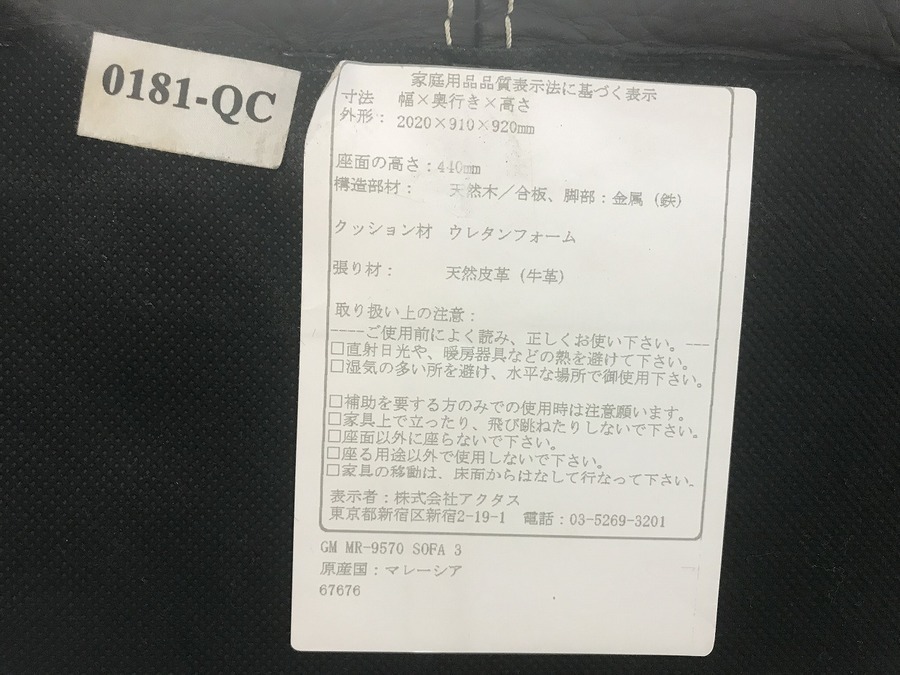 0181-QC
家庭用品品質表示法に基づく表示
寸法　幅×奥行き×高さ
外形：2020×910×920mm
座面の高さ：440mm
構造部材：　天然木／合板、脚部：金属（鉄）
クッション材　ウレタンフォーム
張り材：　天然皮革（牛革）
取り扱い上の注意：
----ご使用前によく読み、正しくお使い下さい。---
□直射日光や、暖房器具などの熱を避けて下さい。
□湿気の多い所を避け、水平な場所で御使用下さい。
□補助を要する方のみでの使用時は注意願います。
□家具上で立ったり、飛び跳ねたりしないで下さい。
□座面以外に座らないで下さい。
□座る用途以外で使用しないで下さい。
□家具の移動は、床面からはなして行なって下さい。
表示者：株式会社アクタス
東京都新宿区新宿2-19-1　電話：03-5269-3201
GM MR-9570 SOFA 3
原産国：マレーシア
67676